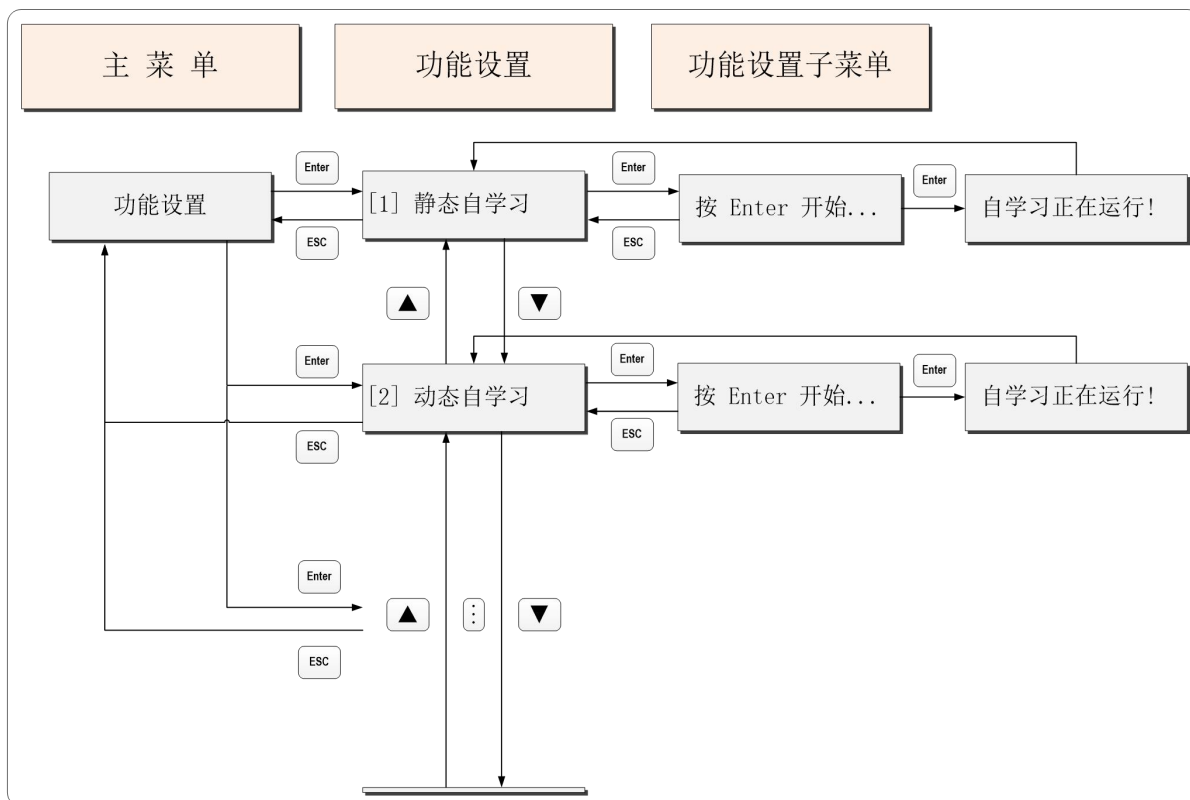 主 菜 单
功能设置
功能设置子菜单
Enter
Enter
Enter
功能设置
[1] 静态自学习
按 Enter 开始...
自学习正在运行!
ESC
ESC
▲
▼
Enter
Enter
Enter
[2] 动态自学习
按 Enter 开始...
自学习正在运行!
ESC
ESC
Enter
▲
⋮
▼
ESC